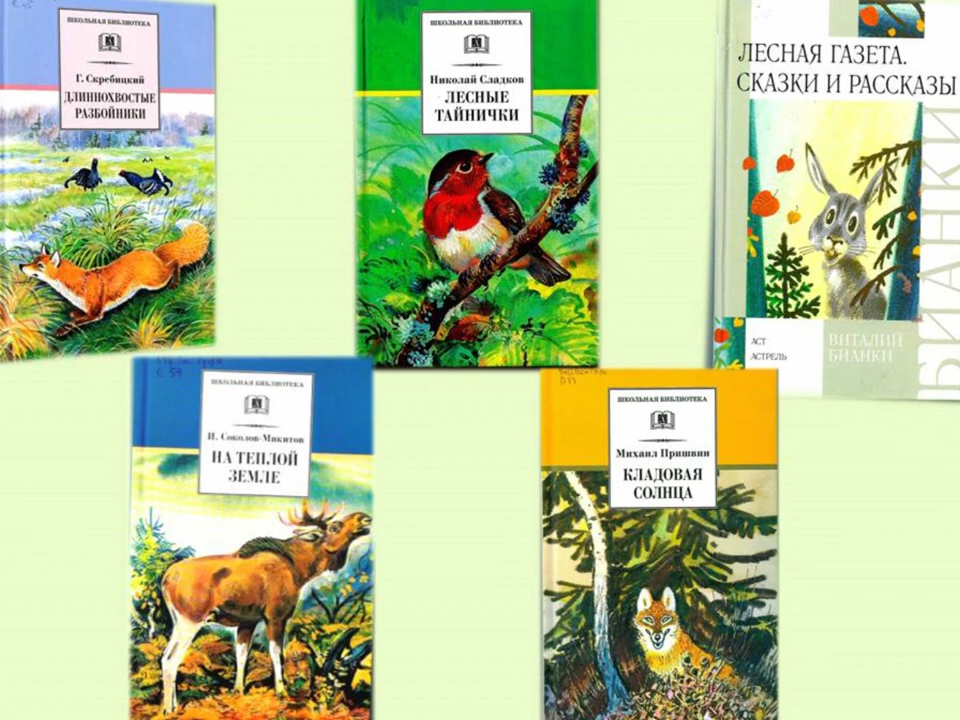 ШКОЛЬНАЯ БИБЛИОТЕКА
Г. Скребицкий
ДЛИННОХВОСТЫЕ
РАЗБОЙНИКИ
ШКОЛЬНАЯ БИБЛИОТЕКА
Николай Сладков
ЛЕСНЫЕ
ТАЙНИЧКИ
ЛЕСНАЯ ГАЗЕТА.
СКАЗКИ И РАССКАЗЫ
БИАНКИ
АСТ
АСТРЕЛЬ
ВИТАЛИЙ
БИАНКИ
С 59
ШКОЛЬНАЯ БИБЛИОТЕКА
И. Соколов-Микитов
НА ТЕПЛОЙ
ЗЕМЛЕ
ШКОЛЬНАЯ БИБЛИОТЕКА
Михаил Пришвин
КЛАДОВАЯ
СОЛНЦА